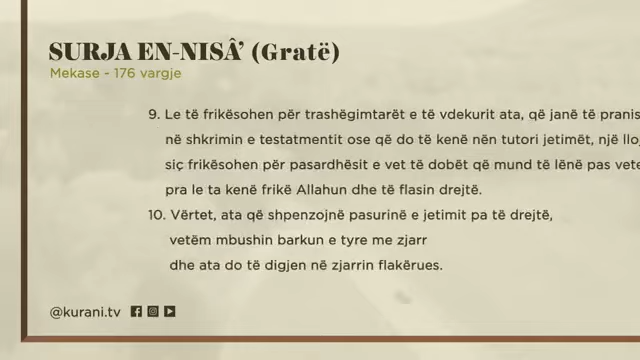 SURJA EN-NISÂ’ (Gratë)
Mekase - 176 vargje
9. Le të frikësohen për trashëgimtarët e të vdekurit ata, që janë të pranis
në shkrimin e testatmentit ose që do të kenë nën tutori jetimët, një llo
siç frikësohen për pasardhësit e vet të dobët që mund të lënë pas vete
pra le ta kenë frikë Allahun dhe të flasin drejtë.
10. Vërtet, ata që shpenzojnë pasurinë e jetimit pa të drejtë,
vetëm mbushin barkun e tyre me zjarr
dhe ata do të digjen në zjarrin flakërues.
@kurani.tv